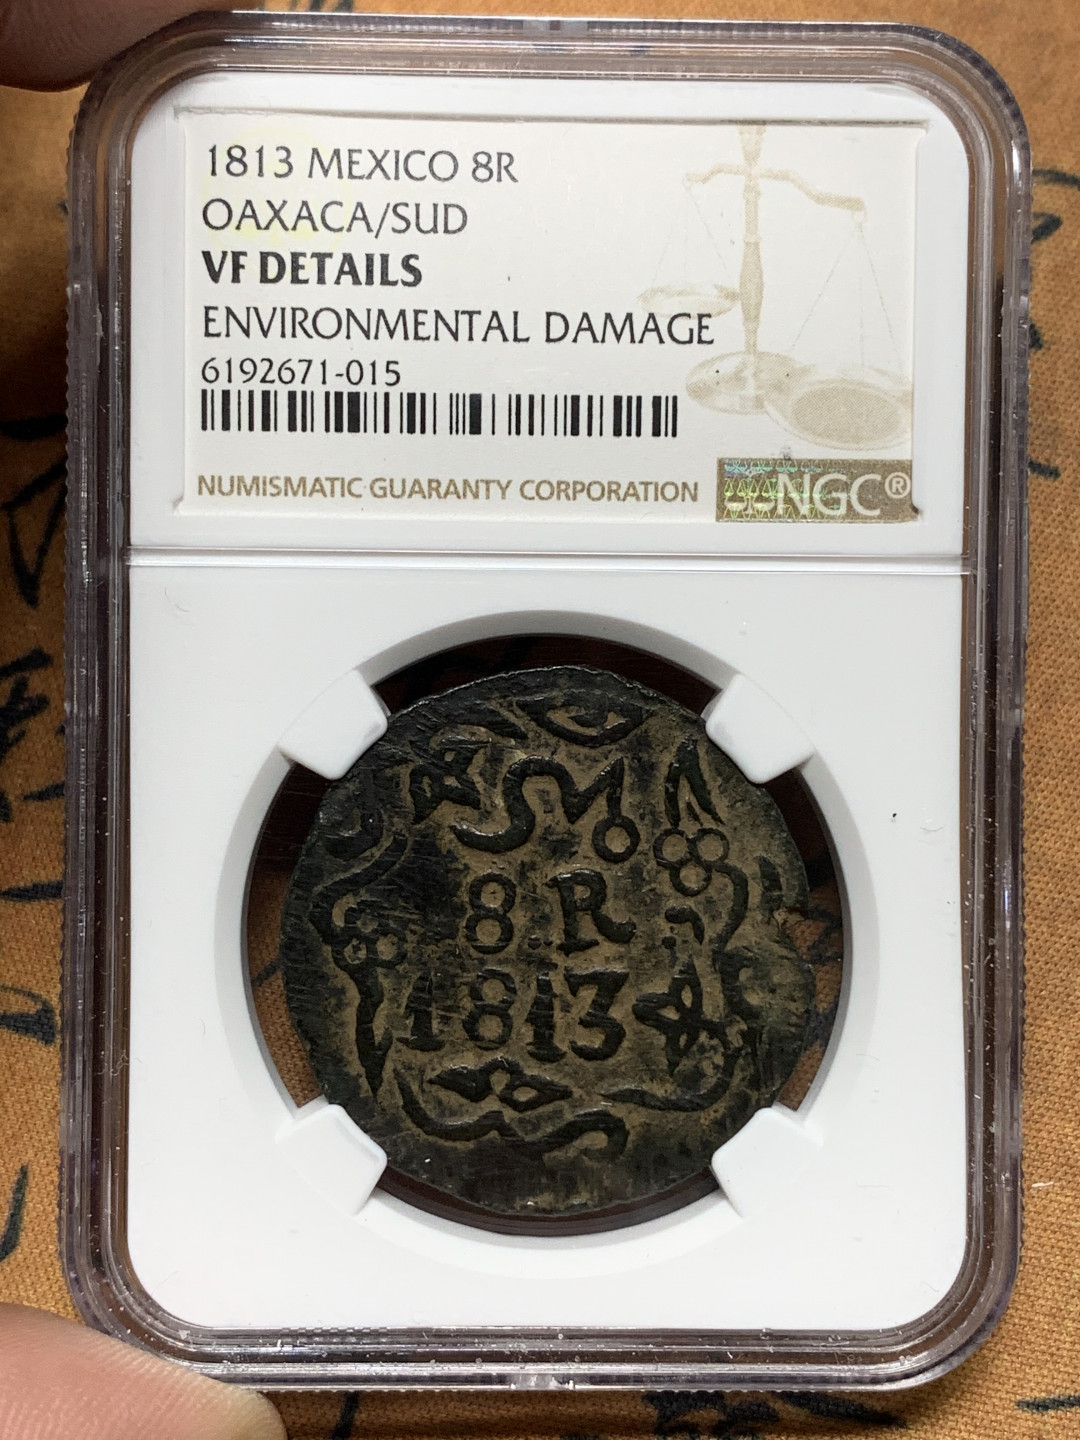 1813 MEXICO 8R
OAXACA/SUD
VF DETAILS
ENVIRONMENTAL DAMAGE
6192671-015
NUMISMATIC GUARANTY CORPORATION
NGC®
8 R
1813